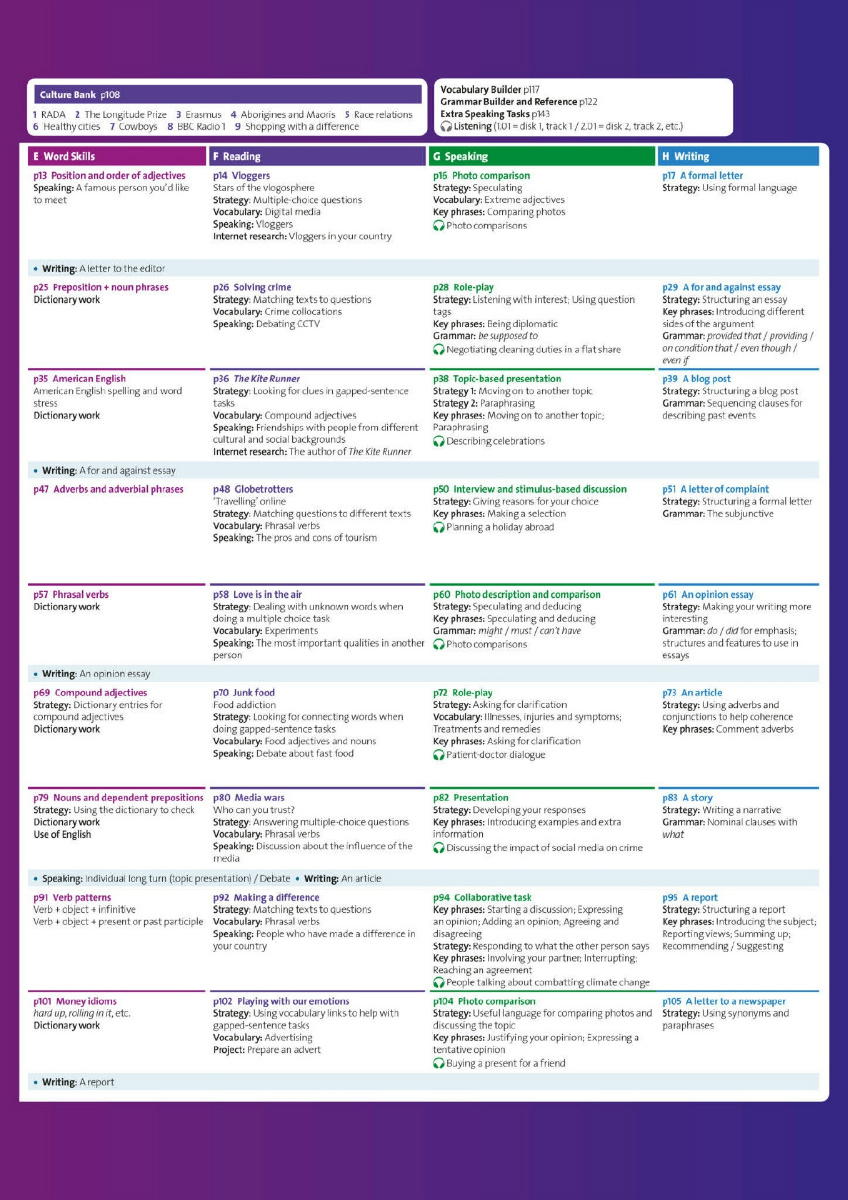 Culture Bank p108
1 RADA 2 The Longitude Prize 3 Erasmus 4 Aborigines and Maoris 5 Race relations
6 Healthy cities 7 Cowboys 8 BBC Radio 1 9 Shopping with a difference
Vocabulary Builder p117
Grammar Builder and Reference p122
Extra Speaking Tasks p143
Listening (1.01 = disk 1, track 1 / 2.01 = disk 2, track 2, etc.)
E Word Skills
F Reading
G Speaking
H Writing
p13 Position and order of adjectives
Speaking: A famous person you'd like
to meet
p14 Vloggers
Stars of the vlogosphere
Strategy: Multiple-choice questions
Vocabulary: Digital media
Speaking: Vloggers
Internet research: Vloggers in your country
p16 Photo comparison
Strategy: Speculating
Vocabulary: Extreme adjectives
Key phrases: Comparing photos
Photo comparisons
p17 A formal letter
Strategy: Using formal language
• Writing: A letter to the editor
p25 Preposition + noun phrases
Dictionary work
p26 Solving crime
Strategy: Matching texts to questions
Vocabulary: Crime collocations
Speaking: Debating CCTV
p28 Role-play
Strategy: Listening with interest; Using question
tags
Key phrases: Being diplomatic
Grammar: be supposed to
Negotiating cleaning duties in a flat share
p29 A for and against essay
Strategy: Structuring an essay
Key phrases: Introducing different
sides of the argument
Grammar: provided that / providing /
on condition that / even though /
even if
p35 American English
American English spelling and word
stress
Dictionary work
p36 The Kite Runner
Strategy: Looking for clues in gapped-sentence
tasks
Vocabulary: Compound adjectives
Speaking: Friendships with people from different
cultural and social backgrounds
Internet research: The author of The Kite Runner
p38 Topic-based presentation
Strategy 1: Moving on to another topic
Strategy 2: Paraphrasing
Key phrases: Moving on to another topic;
Paraphrasing
Describing celebrations
p39 A blog post
Strategy: Structuring a blog post
Grammar: Sequencing clauses for
describing past events
• Writing: A for and against essay
p47 Adverbs and adverbial phrases
p48 Globetrotters
'Travelling' online
Strategy: Matching questions to different texts
Vocabulary: Phrasal verbs
Speaking: The pros and cons of tourism
p50 Interview and stimulus-based discussion
Strategy: Giving reasons for your choice
Key phrases: Making a selection
Planning a holiday abroad
p51 A letter of complaint
Strategy: Structuring a formal letter
Grammar: The subjunctive
p57 Phrasal verbs
Dictionary work
p58 Love is in the air
Strategy: Dealing with unknown words when
doing a multiple choice task
Vocabulary: Experiments
Speaking: The most important qualities in another
person
p60 Photo description and comparison
Strategy: Speculating and deducing
Key phrases: Speculating and deducing
Grammar: might / must / can't have
Photo comparisons
p61 An opinion essay
Strategy: Making your writing more
interesting
Grammar: do / did for emphasis;
structures and features to use in
essays
• Writing: An opinion essay
p69 Compound adjectives
Strategy: Dictionary entries for
compound adjectives
Dictionary work
p70 Junk food
Food addiction
Strategy: Looking for connecting words when
doing gapped-sentence tasks
Vocabulary: Food adjectives and nouns
Speaking: Debate about fast food
p72 Role-play
Strategy: Asking for clarification
Vocabulary: Illnesses, injuries and symptoms;
Treatments and remedies
Key phrases: Asking for clarification
Patient-doctor dialogue
p73 An article
Strategy: Using adverbs and
conjunctions to help coherence
Key phrases: Comment adverbs
p79 Nouns and dependent prepositions
Strategy: Using the dictionary to check
Dictionary work
Use of English
p80 Media wars
Who can you trust?
Strategy: Answering multiple-choice questions
Vocabulary: Phrasal verbs
Speaking: Discussion about the influence of the
media
p82 Presentation
Strategy: Developing your responses
Key phrases: Introducing examples and extra
information
Discussing the impact of social media on crime
p83 A story
Strategy: Writing a narrative
Grammar: Nominal clauses with
what
• Speaking: Individual long turn (topic presentation) / Debate • Writing: An article
p91 Verb patterns
Verb + object + infinitive
Verb + object + present or past participle
p92 Making a difference
Strategy: Matching texts to questions
Vocabulary: Phrasal verbs
Speaking: People who have made a difference in
your country
p94 Collaborative task
Key phrases: Starting a discussion; Expressing
an opinion; Adding an opinion; Agreeing and
disagreeing
Strategy: Responding to what the other person says
Key phrases: Involving your partner; Interrupting;
Reaching an agreement
People talking about combatting climate change
p95 A report
Strategy: Structuring a report
Key phrases: Introducing the subject;
Reporting views; Summing up;
Recommending / Suggesting
p101 Money idioms
hard up, rolling in it, etc.
Dictionary work
p102 Playing with our emotions
Strategy: Using vocabulary links to help with
gapped-sentence tasks
Vocabulary: Advertising
Project: Prepare an advert
p104 Photo comparison
Strategy: Useful language for comparing photos and
discussing the topic
Key phrases: Justifying your opinion; Expressing a
tentative opinion
Buying a present for a friend
p105 A letter to a newspaper
Strategy: Using synonyms and
paraphrases
• Writing: A report